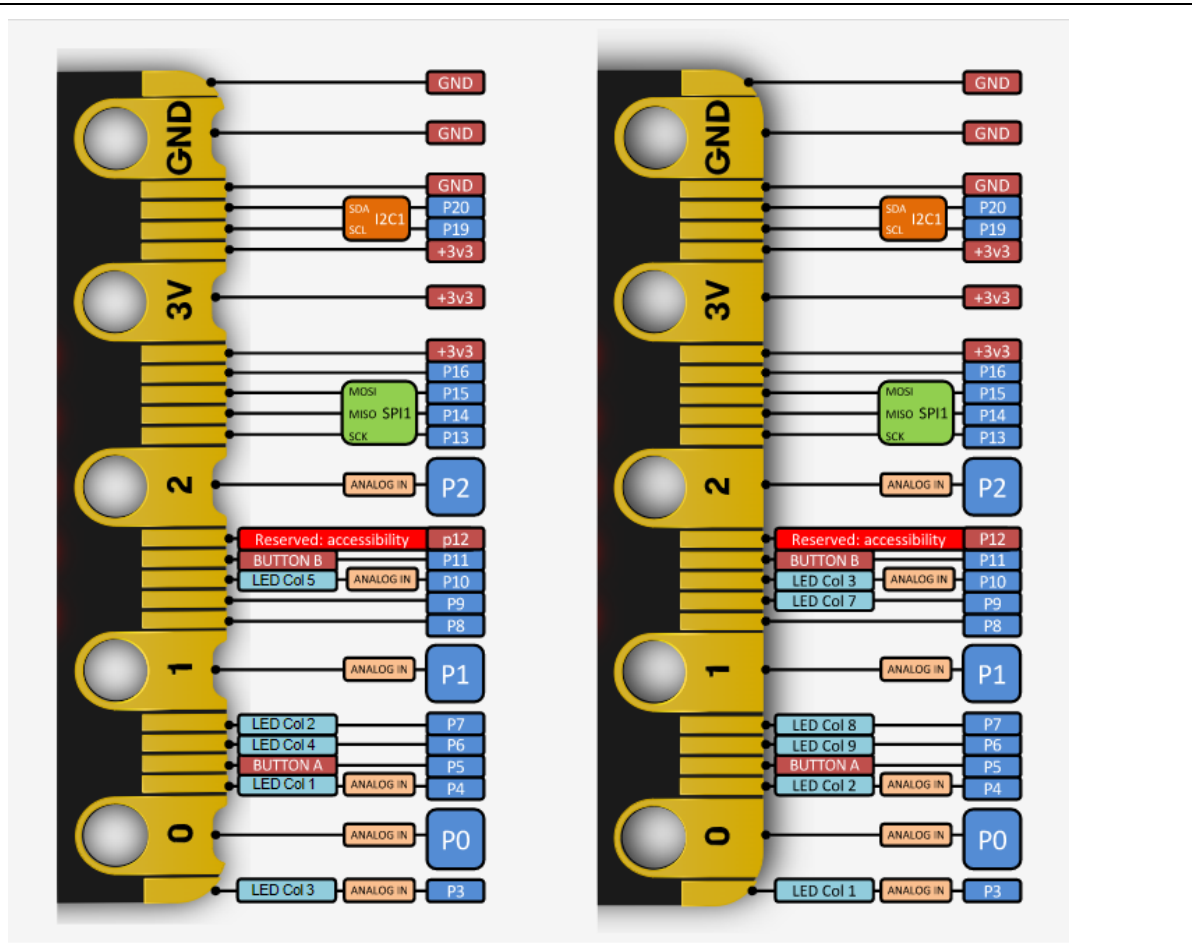 GND
GND
GND
GND
SDA
I2C1
SCL
P20
P19
+3v3
3V
+3v3
+3v3
P16
MOSI
MISO SPI1
SCK
P15
P14
P13
2
ANALOG IN
P2
Reserved: accessibility
p12
BUTTON B
P11
LED Col 5
ANALOG IN
P10
P9
P8
1
ANALOG IN
P1
LED Col 2
P7
LED Col 4
P6
BUTTON A
P5
LED Col 1
ANALOG IN
P4
0
ANALOG IN
P0
LED Col 3
ANALOG IN
P3
GND
GND
GND
GND
SDA
I2C1
SCL
P20
P19
+3v3
3V
+3v3
+3v3
P16
MOSI
MISO SPI1
SCK
P15
P14
P13
2
ANALOG IN
P2
Reserved: accessibility
P12
BUTTON B
P11
LED Col 3
ANALOG IN
P10
LED Col 7
P9
P8
1
ANALOG IN
P1
LED Col 8
P7
LED Col 9
P6
BUTTON A
P5
LED Col 2
ANALOG IN
P4
0
ANALOG IN
P0
LED Col 1
ANALOG IN
P3